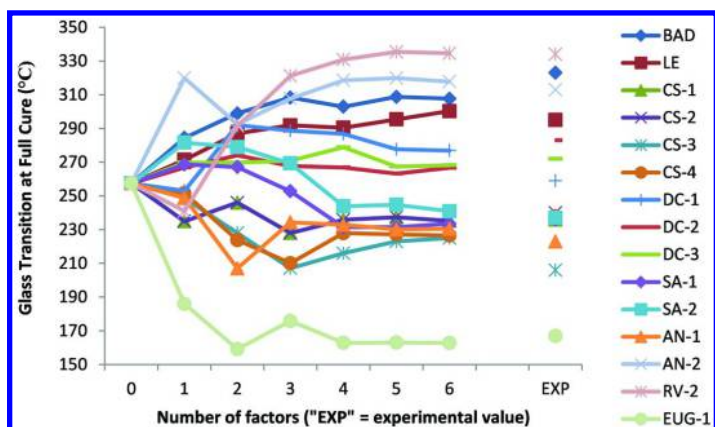 Glass Transition at Full Cure (°C)
350
330
310
290
270
250
230
210
190
170
150
0 1 2 3 4 5 6 EXP
Number of factors ("EXP" = experimental value)
BAD
LE
CS-1
CS-2
CS-3
CS-4
DC-1
DC-2
DC-3
SA-1
SA-2
AN-1
AN-2
RV-2
EUG-1